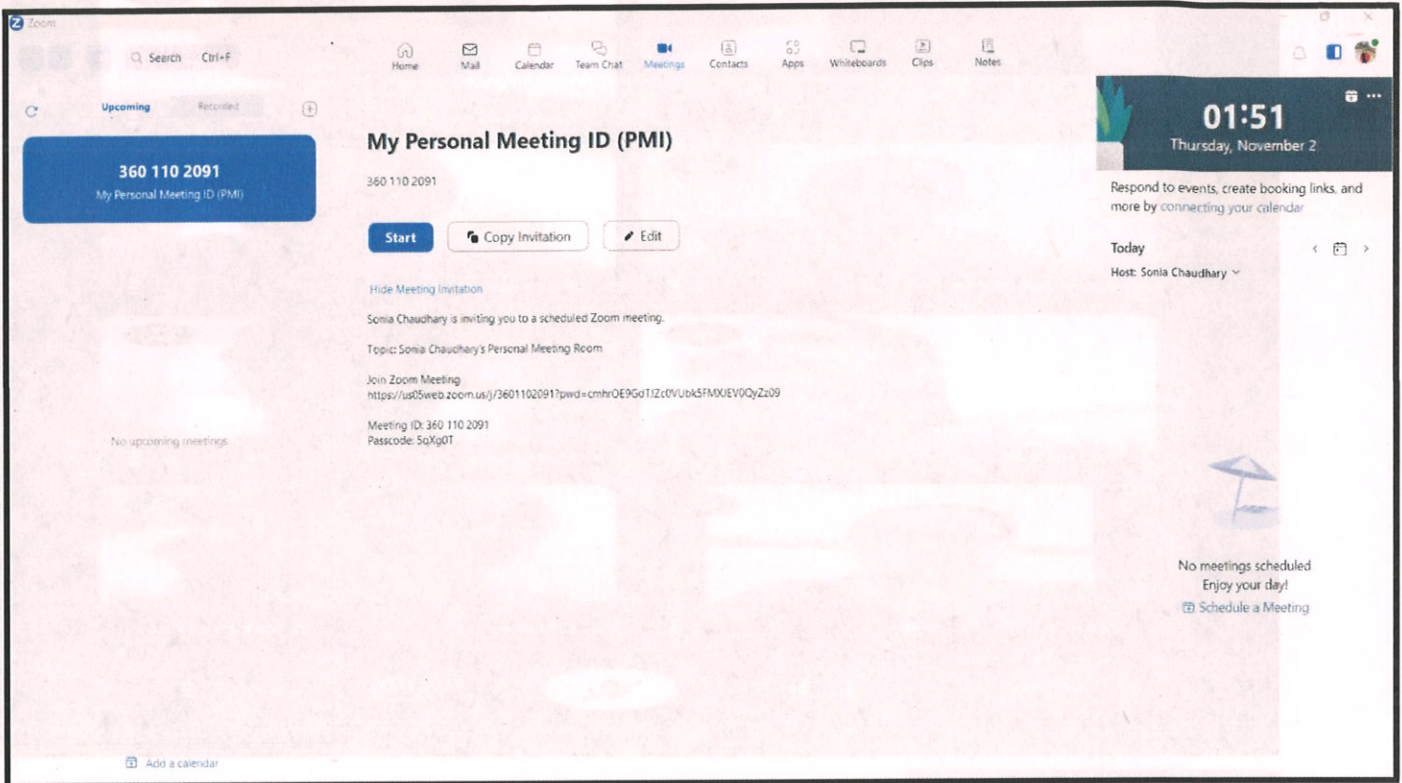 Zoom
Search Ctrl+F
Home Mail Calendar Team Chat Meetings Contacts Apps Whiteboards Clips Notes
Upcoming Recorded
360 110 2091
My Personal Meeting ID (PMI)
No upcoming meetings
Add a calendar
My Personal Meeting ID (PMI)
360 110 2091
Start Copy Invitation Edit
Hide Meeting Invitation
Sonia Chaudhary is inviting you to a scheduled Zoom meeting.
Topic: Sonia Chaudhary's Personal Meeting Room
Join Zoom Meeting
Meeting ID: 360 110 2091
Passcode: 5qXg0T
01:51
Thursday, November 2
Respond to events, create booking links, and
more by connecting your calendar
Today
Host: Sonia Chaudhary
No meetings scheduled
Enjoy your day!
Schedule a Meeting